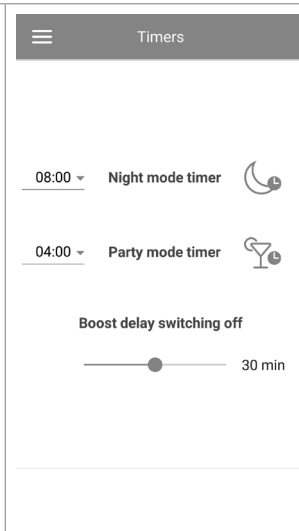 Timers
08:00 Night mode timer
04:00 Party mode timer
Boost delay switching off
30 min